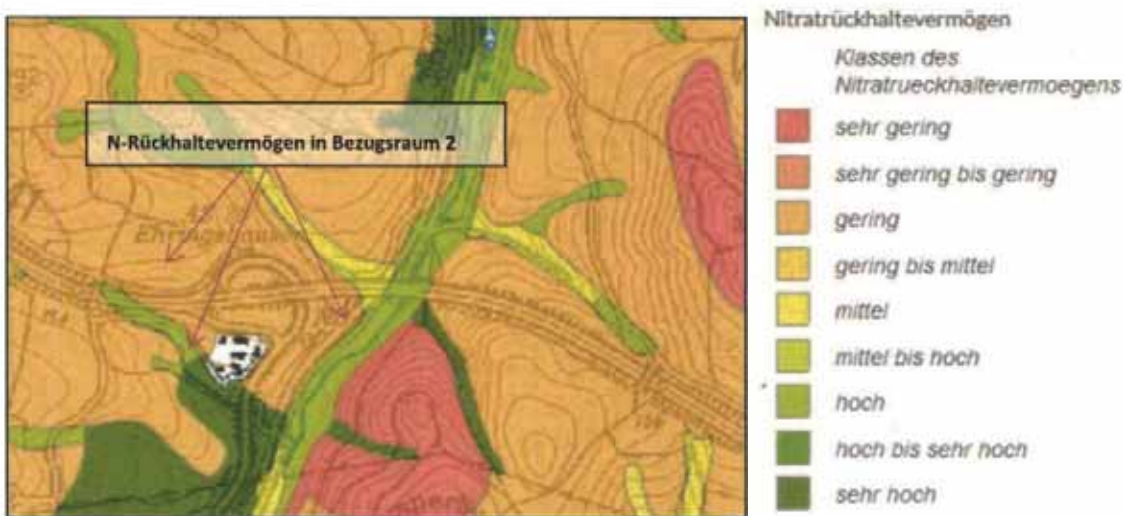 N-Rückhaltevermögen in Bezugsraum 2
Nitratrückhaltevermögen
Klassen des
Nitratrueckhaltevermoegens
sehr gering
sehr gering bis gering
gering
gering bis mittel
mittel
mittel bis hoch
hoch
hoch bis sehr hoch
sehr hoch